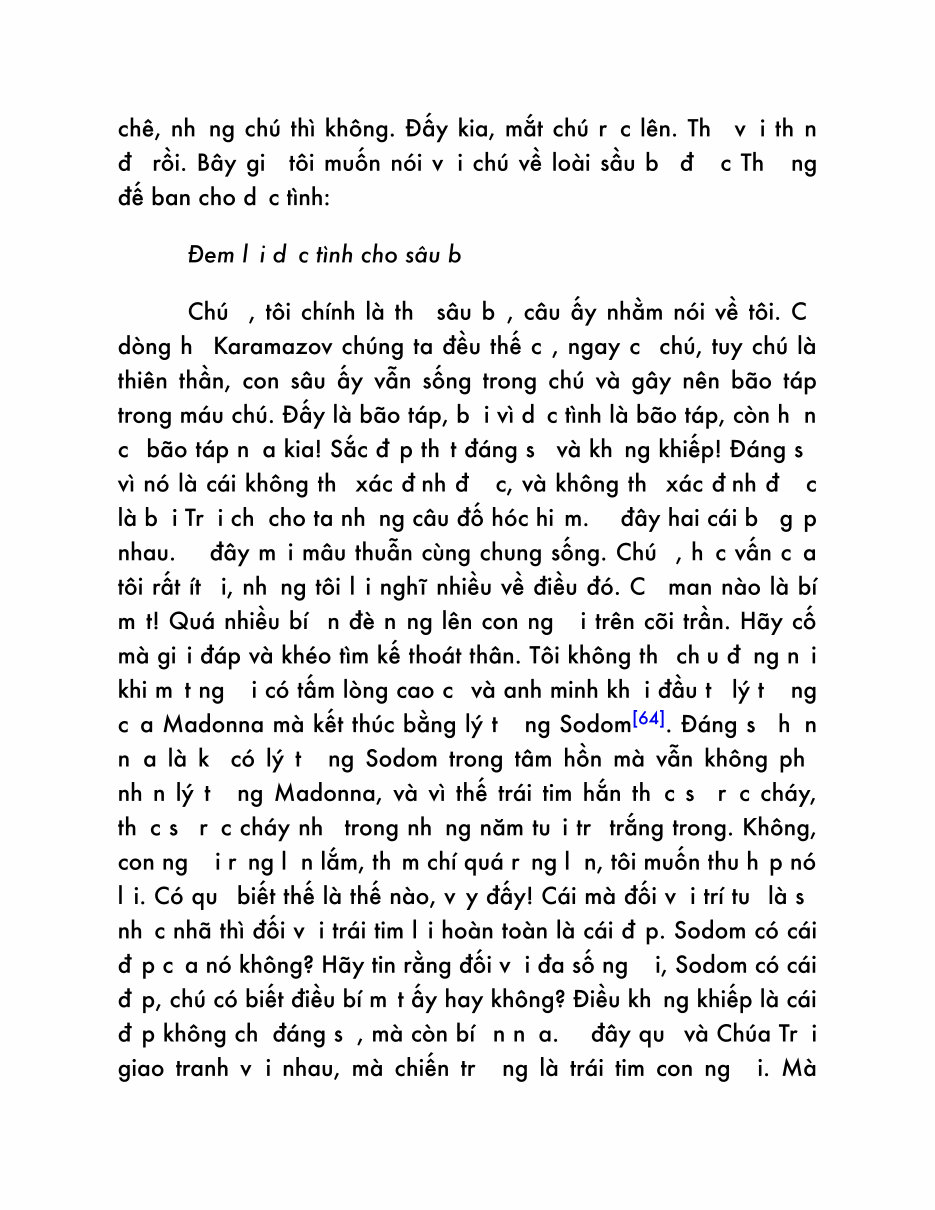 chê, nh ng chú thì không. Đấy kia, mắt chú r c lên. Th v i th n
đ rồi. Bây gi tôi muốn nói v i chú về loài sầu b đ c Th ng
đế ban cho d c tình:
Đem l i d c tình cho sâu b
Chú , tôi chính là th sâu b , câu ấy nhằm nói về tôi. C
dòng h Karamazov chúng ta đều thế c , ngay c chú, tuy chú là
thiên thần, con sâu ấy vẫn sống trong chú và gây nên bão táp
trong máu chú. Đấy là bão táp, b i vì d c tình là bão táp, còn h n
c bão táp n a kia! Sắc đ p th t đáng s và kh ng khiếp! Đáng s
vì nó là cái không th xác đ nh đ c, và không th xác đ nh đ c
là b i Tr i ch cho ta nh ng câu đố hóc hi m. đây hai cái b g p
nhau. đây m i mâu thuẫn cùng chung sống. Chú , h c vấn c a
tôi rất ít i, nh ng tôi l i nghĩ nhiều về điều đó. C man nào là bí
m t! Quá nhiều bí n đè n ng lên con ng i trên cõi trần. Hãy cố
mà gi i đáp và khéo tìm kế thoát thân. Tôi không th ch u đ ng n i
khi m t ng i có tấm lòng cao c và anh minh kh i đầu t lý t ng
c a Madonna mà kết thúc bằng lý t ng Sodom[64]. Đáng s h n
n a là k có lý t ng Sodom trong tâm hồn mà vẫn không ph
nh n lý t ng Madonna, và vì thế trái tim hắn th c s r c cháy,
th c s r c cháy nh trong nh ng năm tu i tr trắng trong. Không,
con ng i r ng l n lắm, th m chí quá r ng l n, tôi muốn thu h p nó
l i. Có qu biết thế là thế nào, v y đấy! Cái mà đối v i trí tu là s
nh c nhã thì đối v i trái tim l i hoàn toàn là cái đ p. Sodom có cái
đ p c a nó không? Hãy tin rằng đối v i đa số ng i, Sodom có cái
đ p, chú có biết điều bí m t ấy hay không? Điều kh ng khiếp là cái
đ p không ch đáng s , mà còn bí n n a. đây qu và Chúa Tr i
giao tranh v i nhau, mà chiến tr ng là trái tim con ng i. Mà